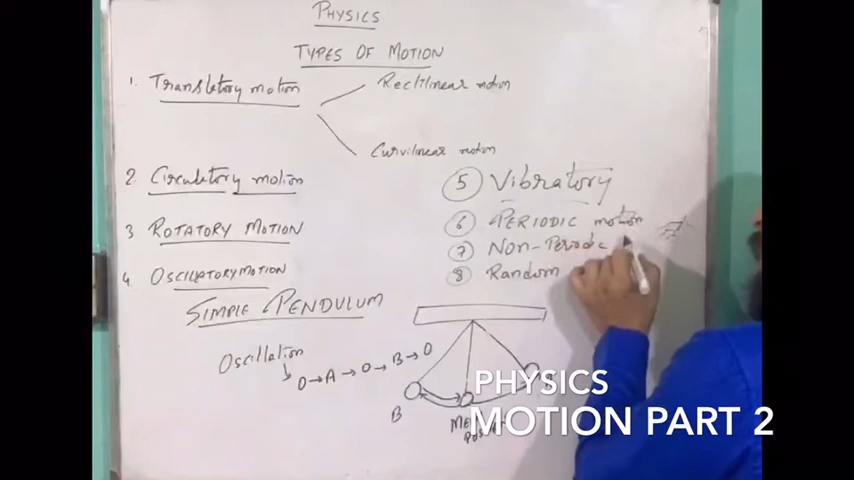 PHYSICS
TYPES OF MOTION
1. Translatory motion
Rectilinear motion
Curvilinear motion
2. Circulatory motion
3 ROTATORY MOTION
4. OSCILLATORY MOTION
5 Vibratory
6 PERIODIC motion
7 Non-Periodic
8 Random
SIMPLE PENDULUM
Oscillation
O→A→O→B→O
B
PHYSICS
MOTION PART 2